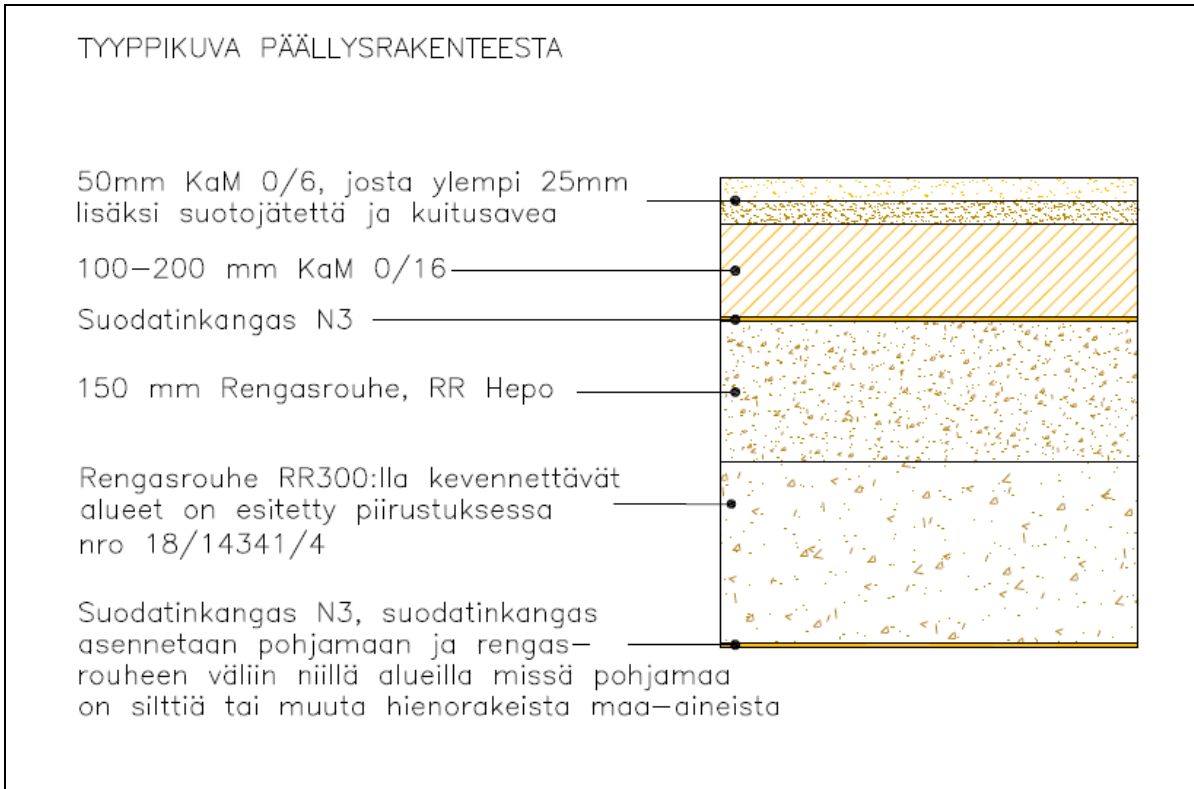 TYYPPIKUVA PÄÄLLYSRAKENTEESTA
50mm KaM 0/6, josta ylempi 25mm
lisäksi suotojätettä ja kuitusavea
100-200 mm KaM 0/16
Suodatinkangas N3
150 mm Rengasrouhe, RR Hepo
Rengasrouhe RR300:lla kevennettävät
alueet on esitetty piirustuksessa
nro 18/14341/4
Suodatinkangas N3, suodatinkangas
asennetaan pohjamaan ja rengas-
rouheen väliin niillä alueilla missä pohjamaa
on silttiä tai muuta hienorakeista maa-aineista